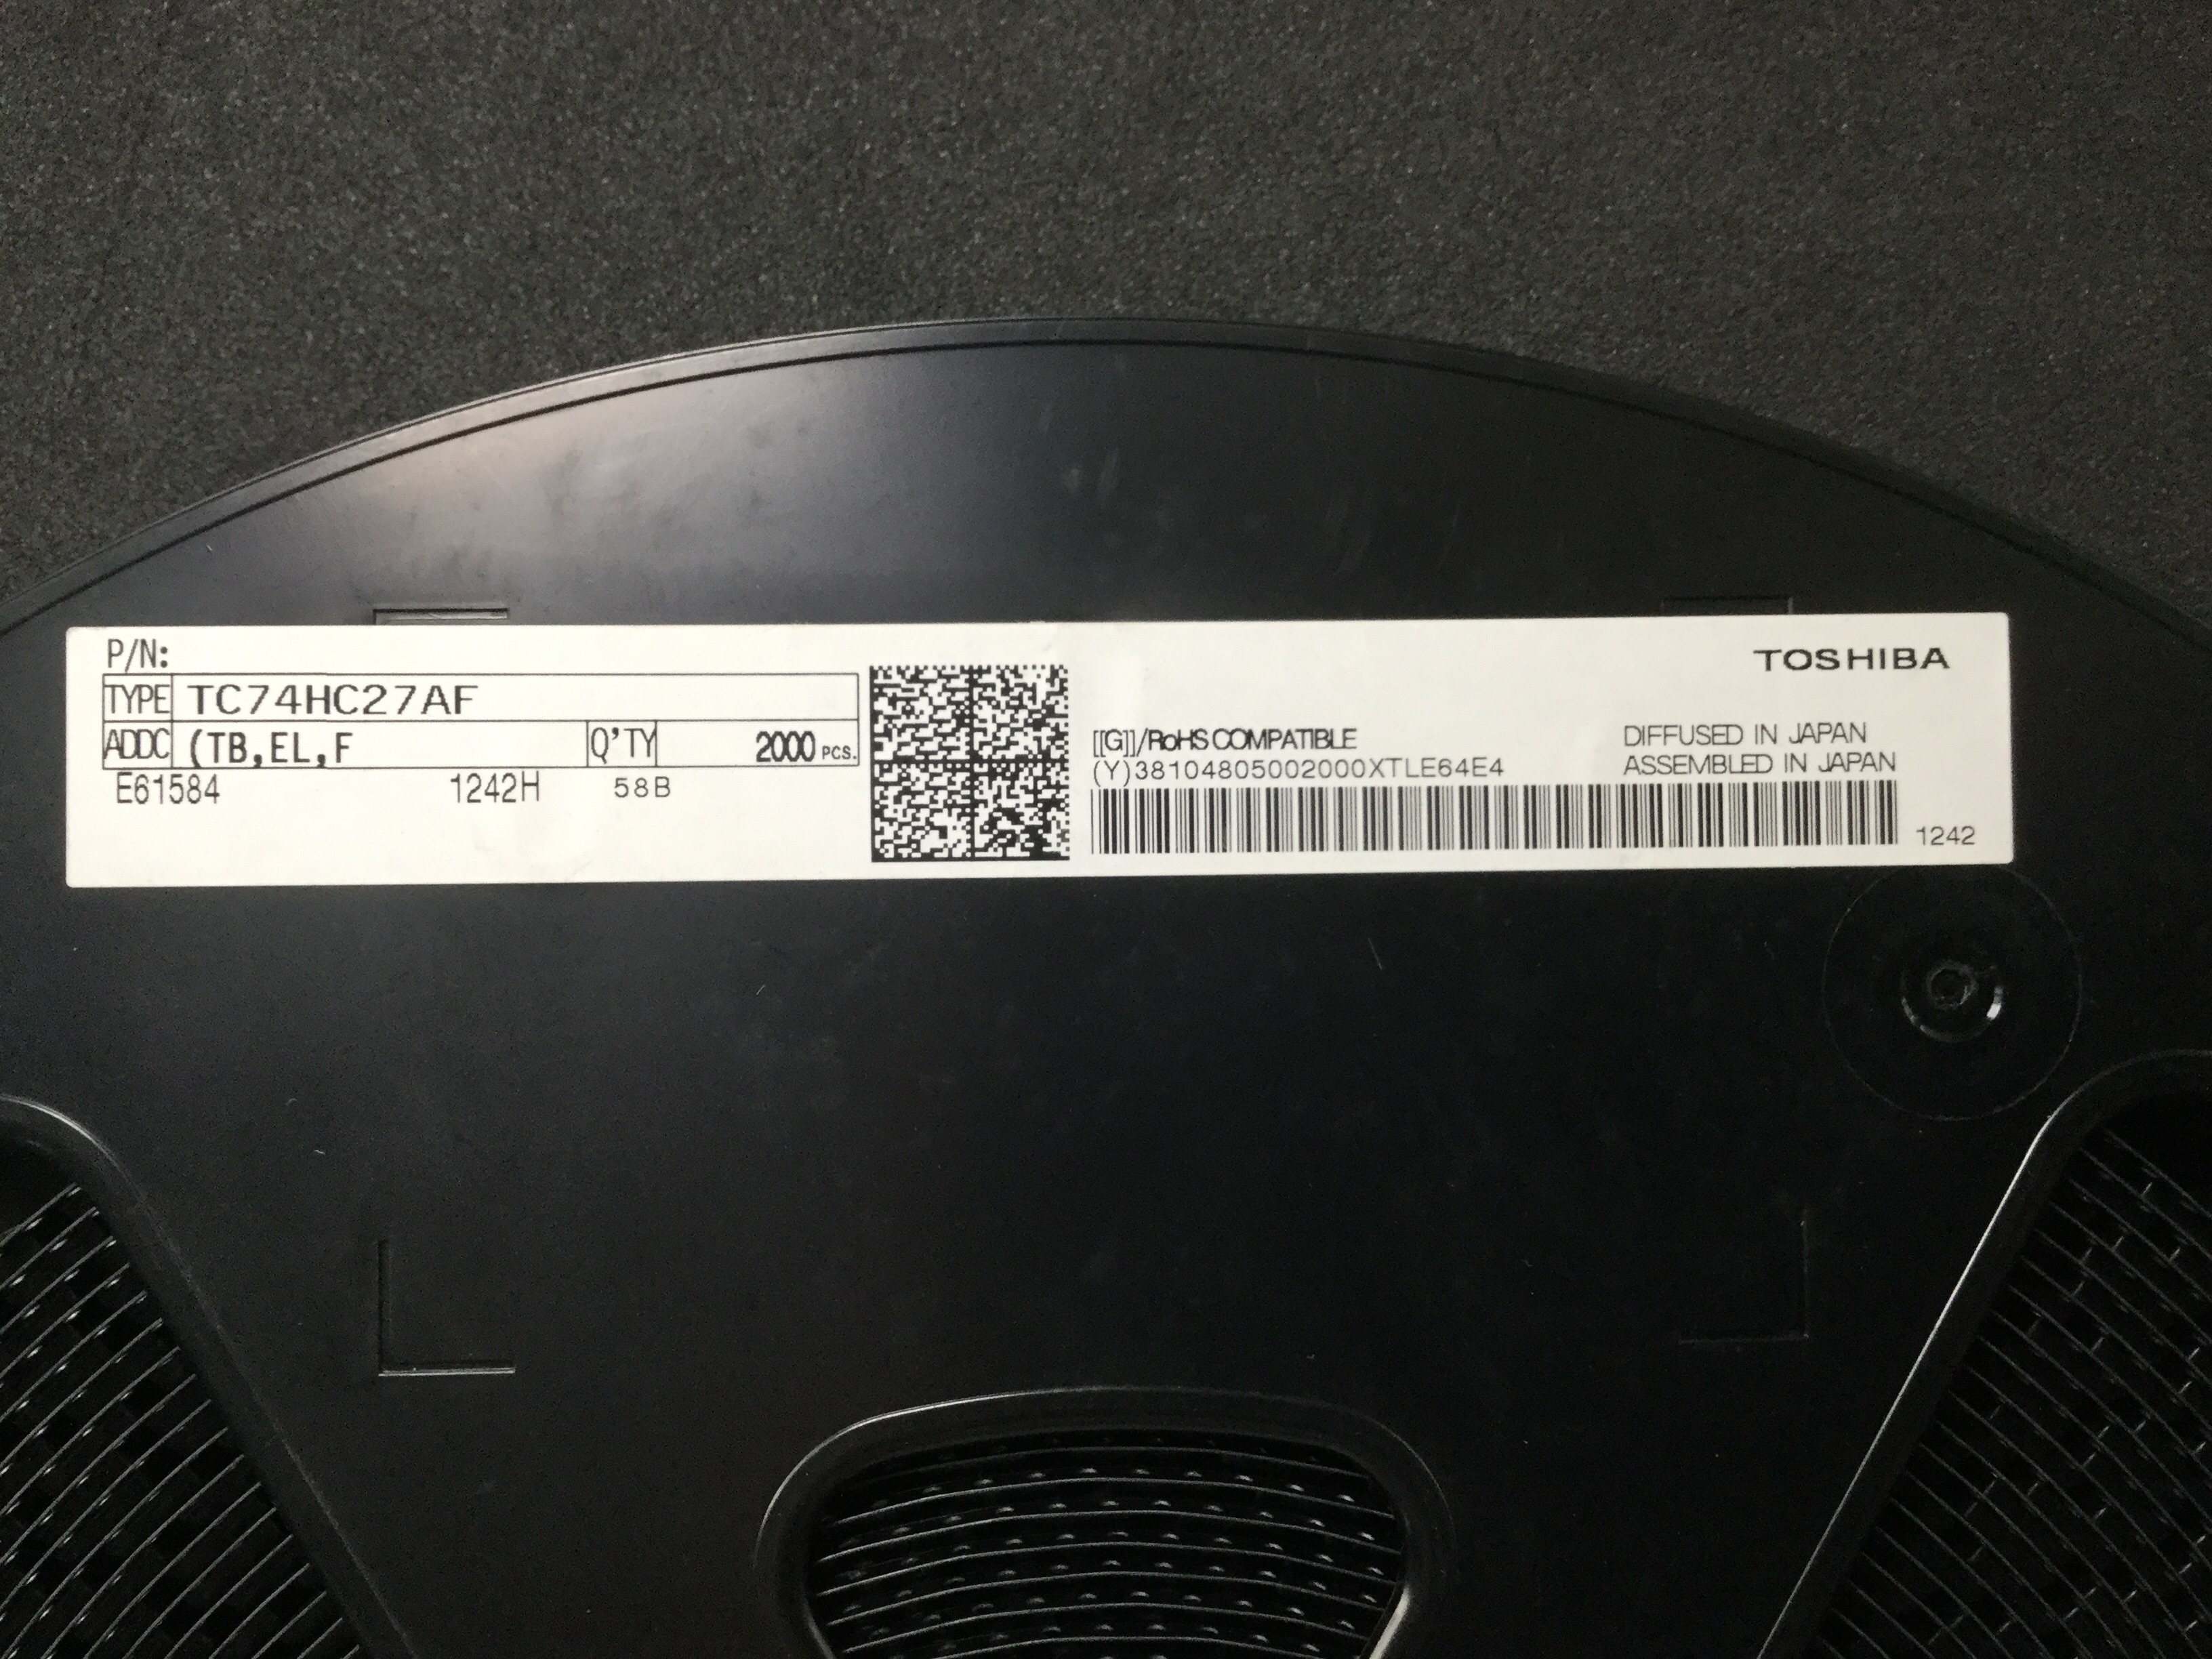 P/N:
TOSHIBA
TYPE TC74HC27AF
ADDC (TB,EL,F Q'TY 2000 PCS.
E61584 1242H 58B
[[G]]/RoHS COMPATIBLE
(Y)38104805002000XTLE64E4
DIFFUSED IN JAPAN
ASSEMBLED IN JAPAN
1242